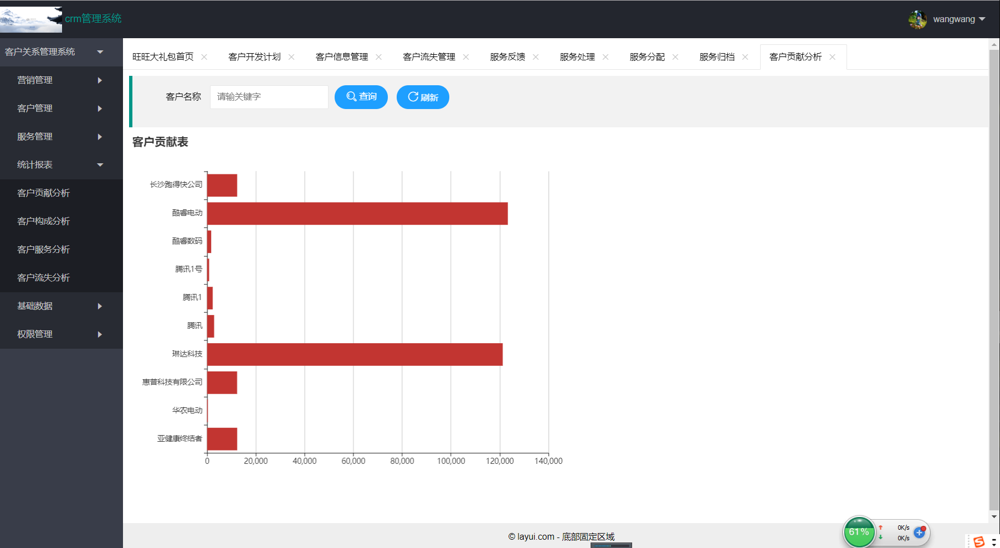 crm管理系统
wangwang
客户关系管理系统
营销管理
客户管理
服务管理
统计报表
客户贡献分析
客户构成分析
客户服务分析
客户流失分析
基础数据
权限管理
旺旺大礼包首页 客户开发计划 客户信息管理 客户流失管理 服务反馈 服务处理 服务分配 服务归档 客户贡献分析
客户名称 请输关键字 查询 刷新
客户贡献表
长沙跑得快公司
酷睿电动
酷睿数码
腾讯1号
腾讯1
腾讯
琳达科技
惠普科技有限公司
华农电动
亚健康终结者
0 20,000 40,000 60,000 80,000 100,000 120,000 140,000
© layui.com - 底部固定区域
61%
0K/s
0K/s